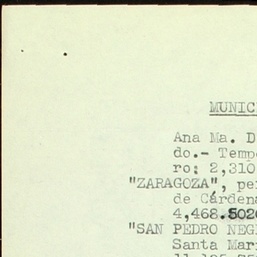 MUNIC
Ana Ma. D
do.- Temp
ro: 2,310
"ZARAGOZA", pe
de Cárdena
4,468.5020
"SAN PEDRO NEG
Santa Mar